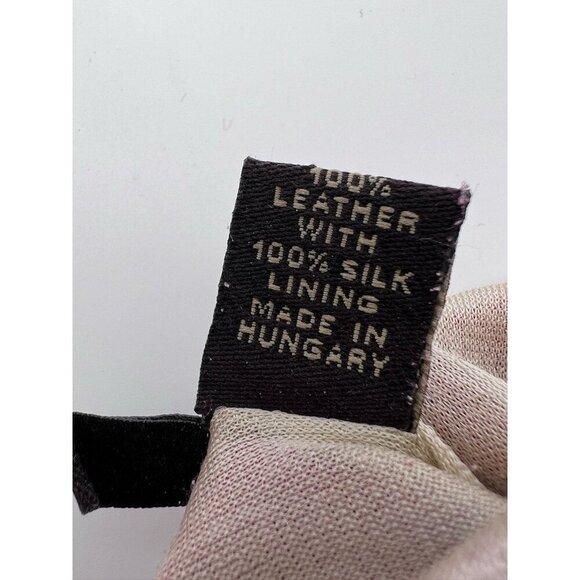 100%
LEATHER
WITH
100% SILK
LINING
MADE IN
HUNGARY